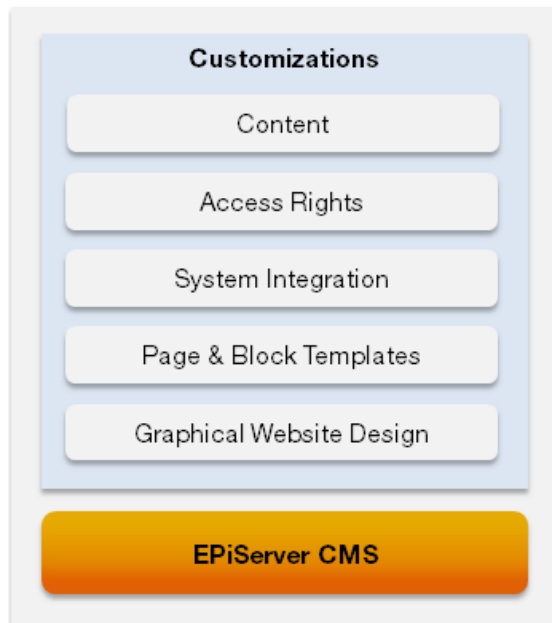 Customizations
Content
Access Rights
System Integration
Page & Block Templates
Graphical Website Design
EPiServer CMS